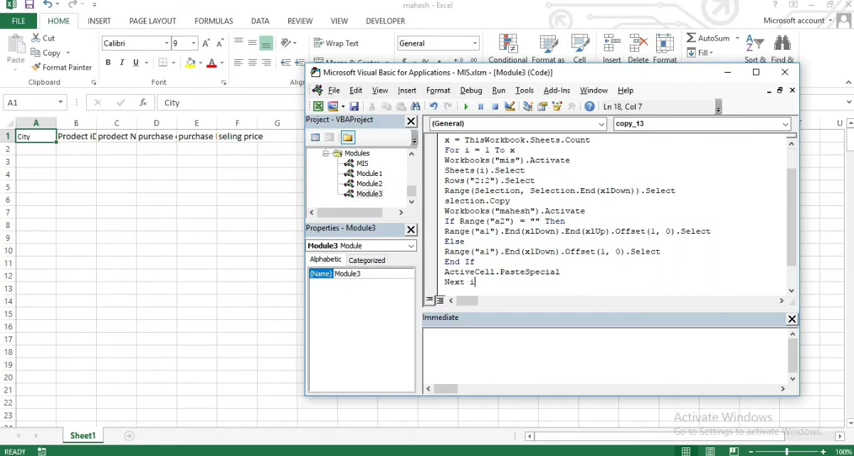 mahesh - Excel
FILE HOME INSERT PAGE LAYOUT FORMULAS DATA REVIEW VIEW DEVELOPER Microsoft account
Paste Cut Copy Format Painter
Calibri 9 Wrap Text General
Conditional Format as Cell Insert Delete Format
AutoSum Fill Sort & Find &
Clipboard
A1 City
A B C D E F G U
1 City Prodect iD prodect N purchase purchase seling price
2
3
4
5
6
7
8
9
10
11
12
13
14
15
16
17
18
19
20
21
22
23
24
Microsoft Visual Basic for Applications - MIS.xlsm - [Module3 (Code)]
File Edit View Insert Format Debug Run Tools Add-Ins Window Help
Ln 18, Col 7
Project - VBAProject
Modules
MIS
Module1
Module2
Module3
Properties - Module3
Module3 Module
Alphabetic Categorized
(Name) Module3
(General) copy_13
x = ThisWorkbook.Sheets.Count
For i = 1 To x
Workbooks("mis").Activate
Sheets(i).Select
Rows("2:2").Select
Range(Selection, Selection.End(xlDown)).Select
slection.Copy
Workbooks("mahesh").Activate
If Range("a2") = "" Then
Range("a1").End(xlDown).End(xlUp).Offset(1, 0).Select
Else
Range("a1").End(xlDown).Offset(1, 0).Select
End If
ActiveCell.PasteSpecial
Next i
Immediate
Activate Windows
Go to Settings to activate Windows.
Sheet1
READY 100%